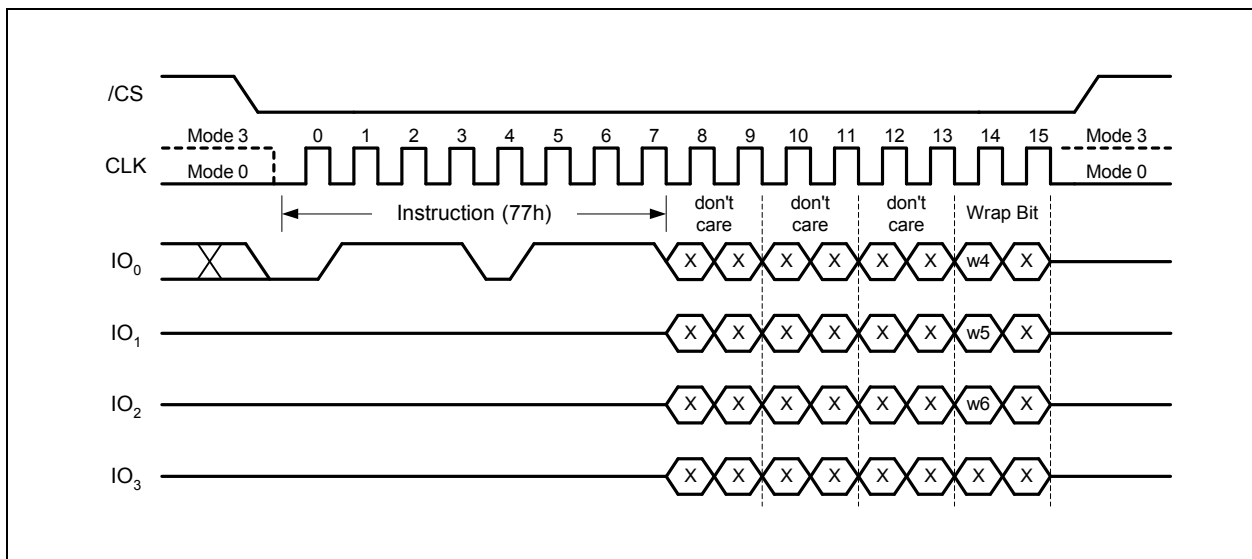 /CS
Mode 3 0 1 2 3 4 5 6 7 8 9 10 11 12 13 14 15 Mode 3
CLK
Mode 0 Mode 0
Instruction (77h) don't care don't care don't care Wrap Bit
IO0 X X X X X X w4 X
IO1 X X X X X X w5 X
IO2 X X X X X X w6 X
IO3 X X X X X X X X